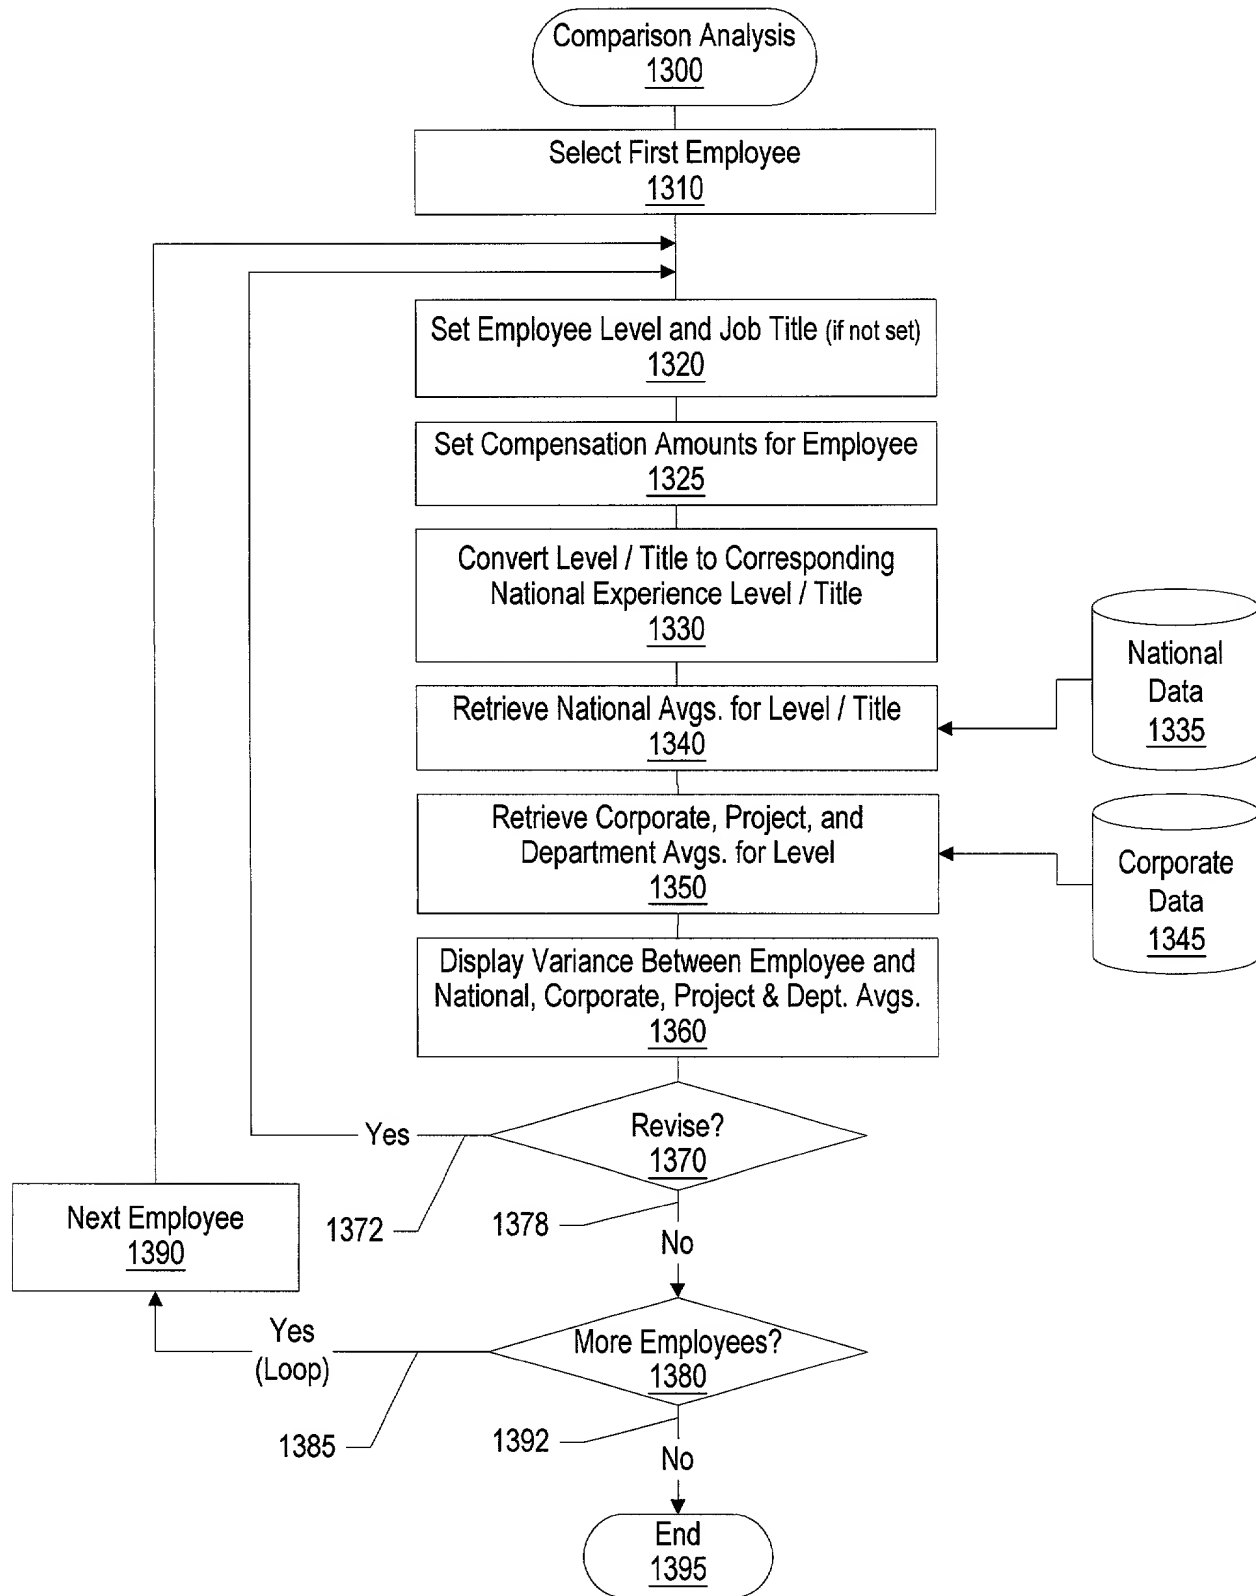 Comparison Analysis
1300
Select First Employee
1310
Set Employee Level and Job Title (if not set)
1320
Set Compensation Amounts for Employee
1325
Convert Level / Title to Corresponding
National Experience Level / Title
1330
National
Data
1335
Retrieve National Avgs. for Level / Title
1340
Retrieve Corporate, Project, and
Department Avgs. for Level
1350
Corporate
Data
1345
Display Variance Between Employee and
National, Corporate, Project & Dept. Avgs.
1360
Revise?
1370
Yes
1372
1378
No
Next Employee
1390
More Employees?
1380
Yes
(Loop)
1385
1392
No
End
1395